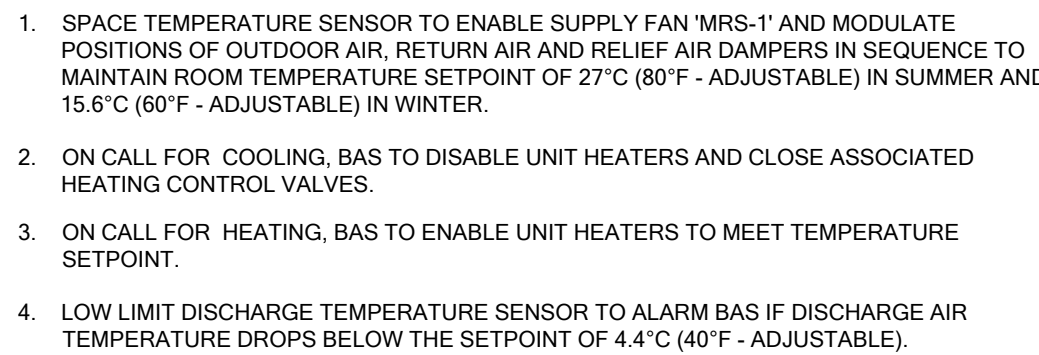 1. SPACE TEMPERATURE SENSOR TO ENABLE SUPPLY FAN 'MRS-1' AND MODULATE
POSITIONS OF OUTDOOR AIR, RETURN AIR AND RELIEF AIR DAMPERS IN SEQUENCE TO
MAINTAIN ROOM TEMPERATURE SETPOINT OF 27°C (80°F - ADJUSTABLE) IN SUMMER AND
15.6°C (60°F - ADJUSTABLE) IN WINTER.
2. ON CALL FOR COOLING, BAS TO DISABLE UNIT HEATERS AND CLOSE ASSOCIATED
HEATING CONTROL VALVES.
3. ON CALL FOR HEATING, BAS TO ENABLE UNIT HEATERS TO MEET TEMPERATURE
SETPOINT.
4. LOW LIMIT DISCHARGE TEMPERATURE SENSOR TO ALARM BAS IF DISCHARGE AIR
TEMPERATURE DROPS BELOW THE SETPOINT OF 4.4°C (40°F - ADJUSTABLE).